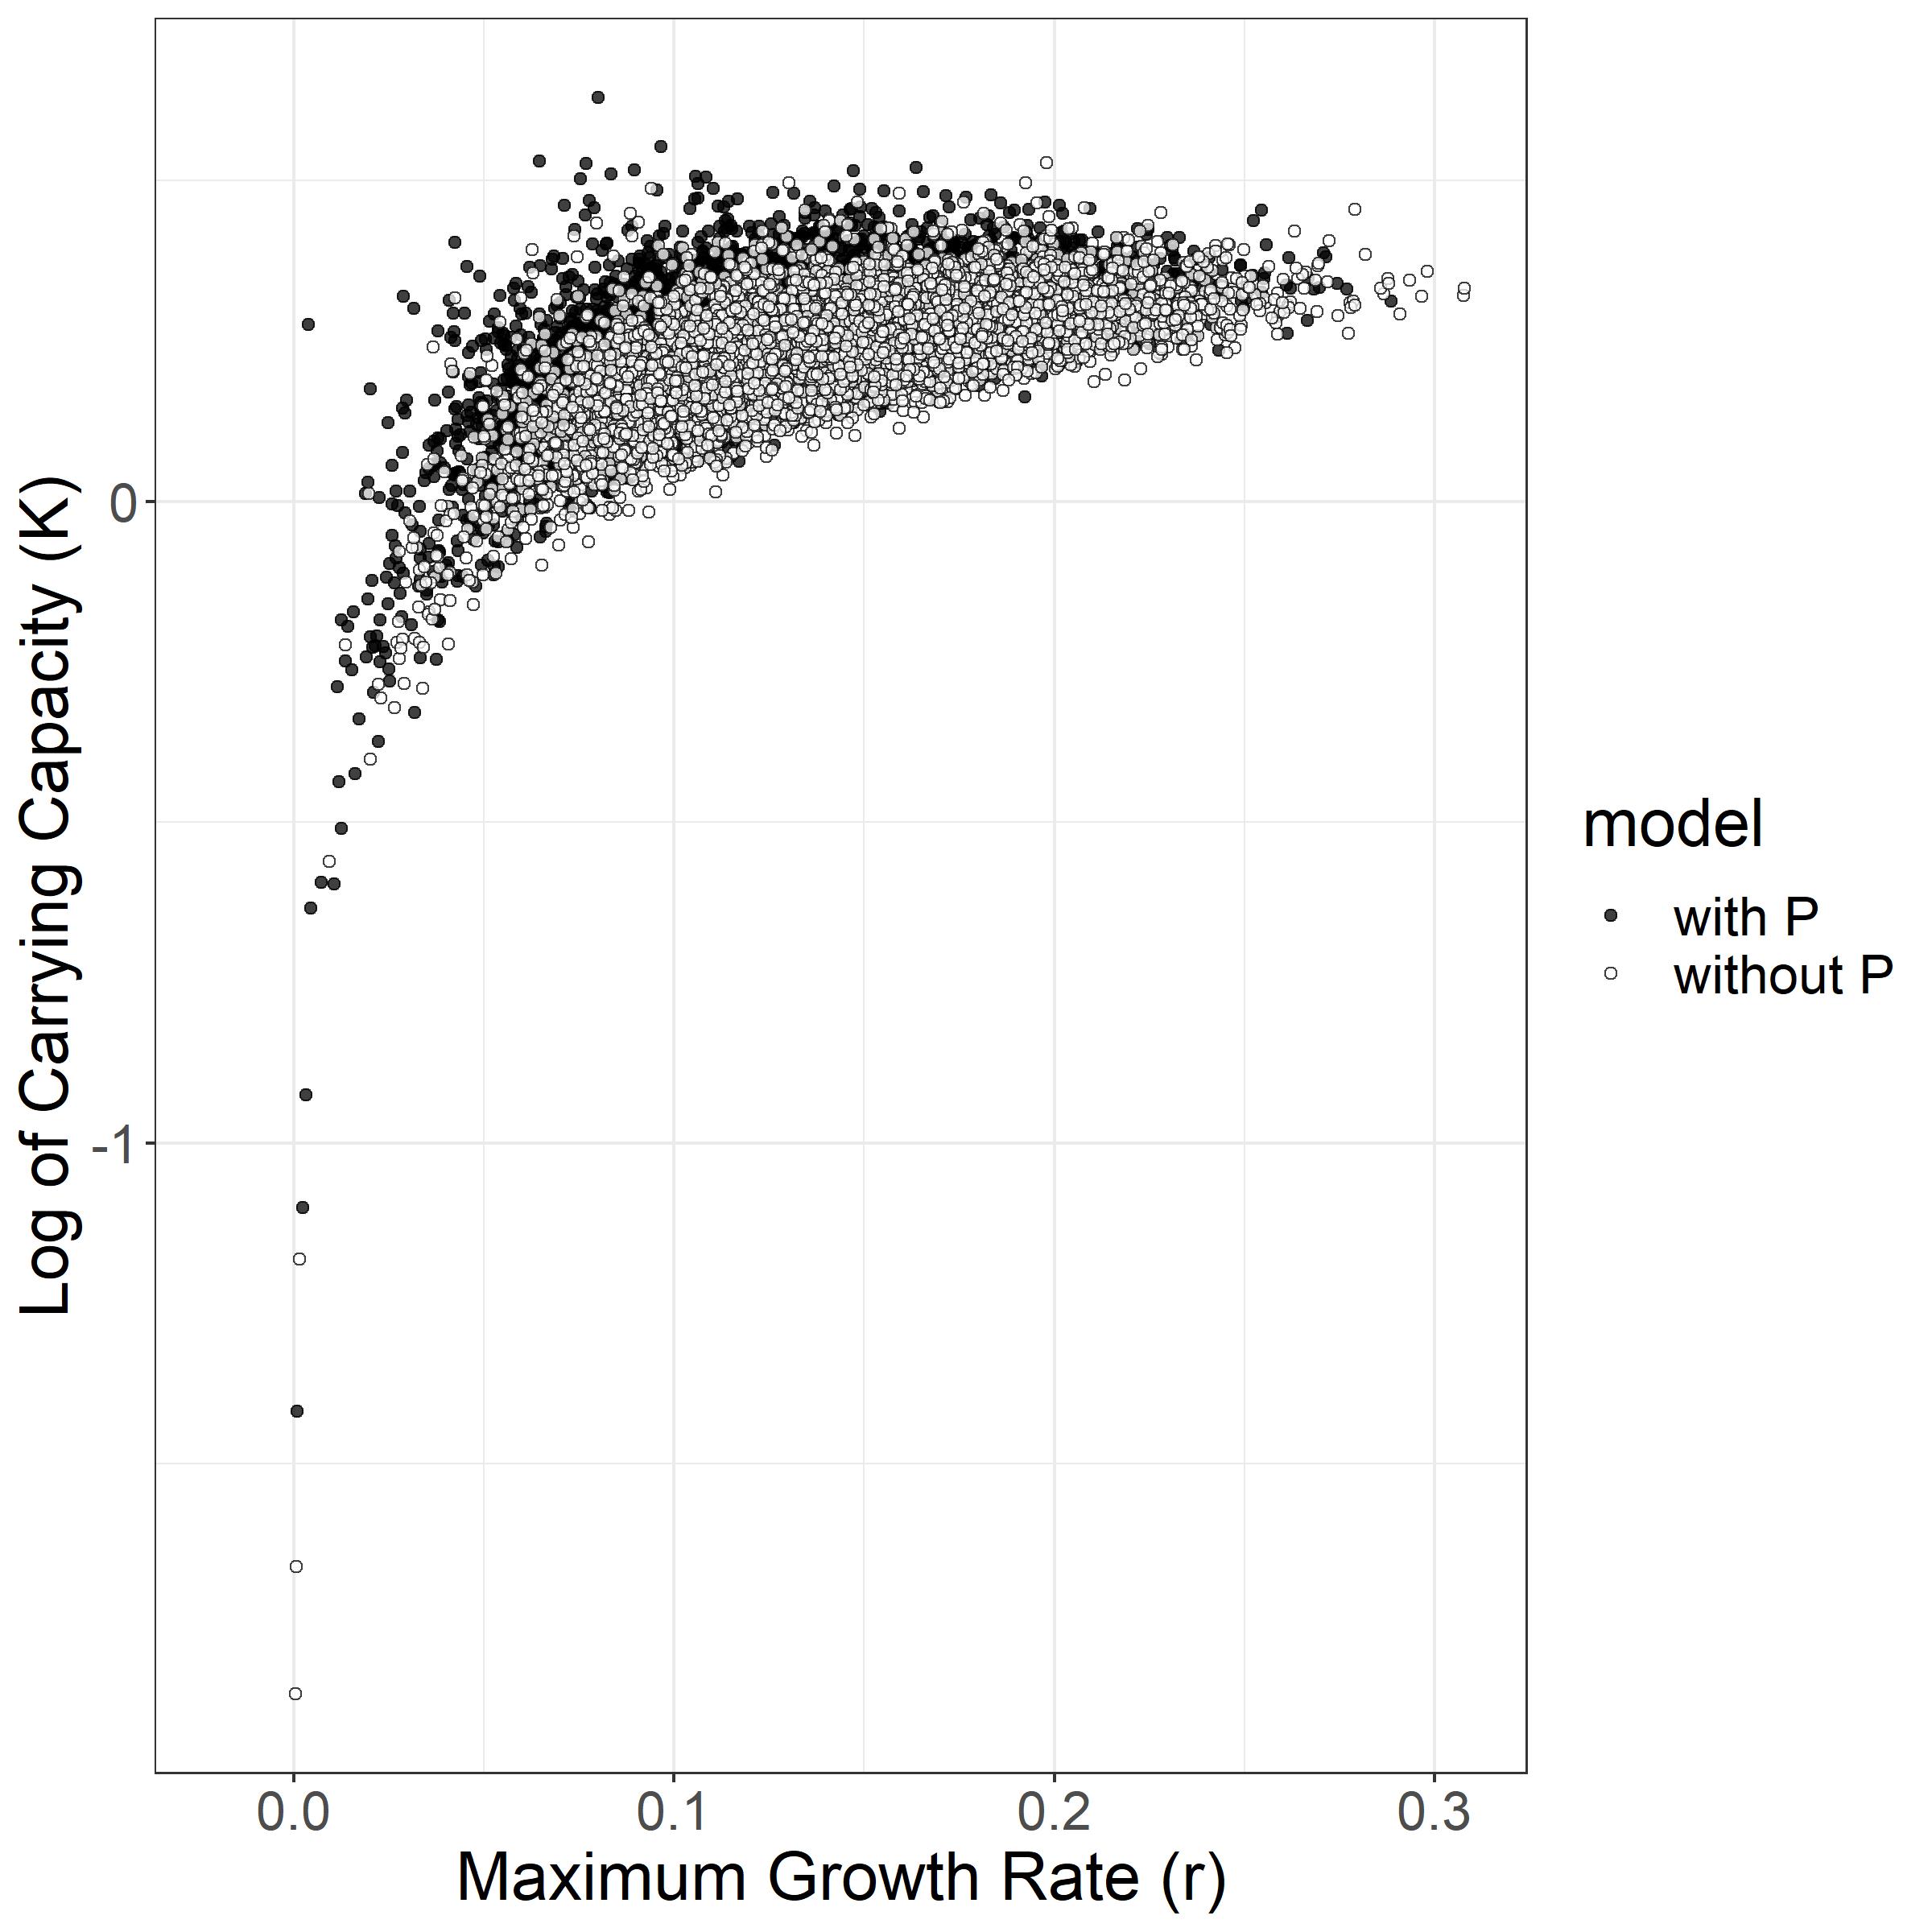 Log of Carrying Capacity (K)
0
-1
0.0
0.1
0.2
0.3
Maximum Growth Rate (r)
model
with P
without P